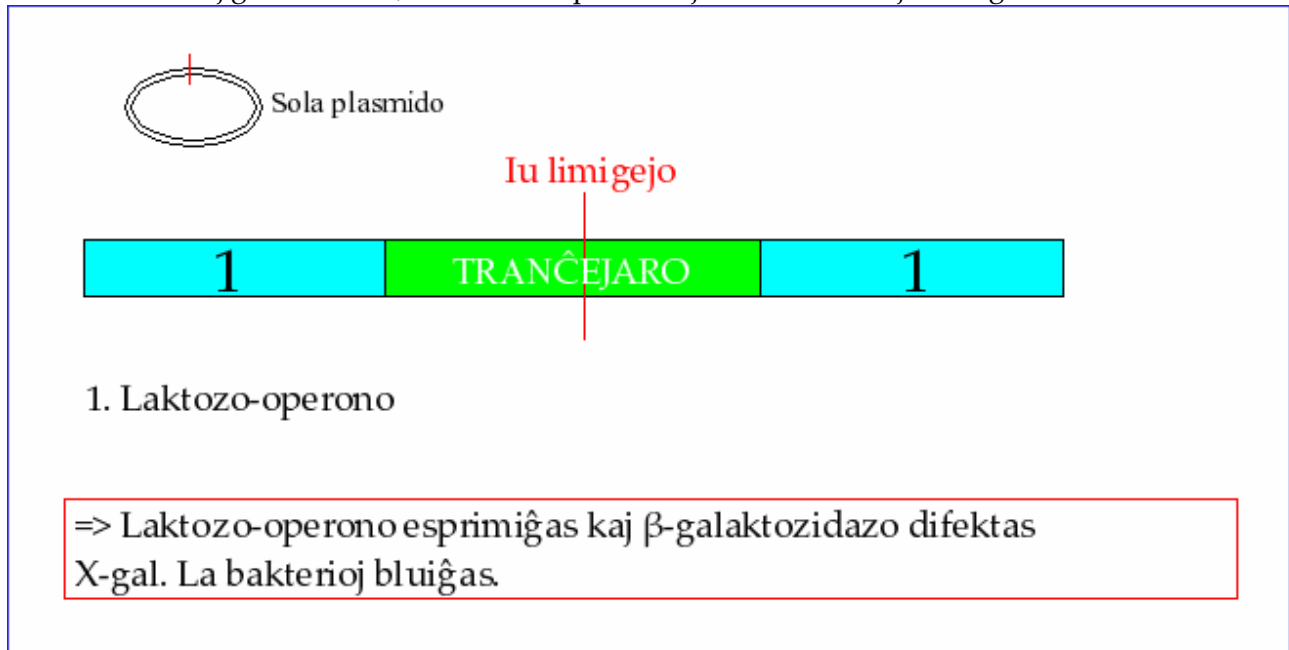 Sola plasmido
Iu limigejo
1 TRANĈEJARO 1
1. Laktozo-operono
=> Laktozo-operono esprimiĝas kaj β-galaktozidazo difektas
X-gal. La bakterioj bluiĝas.